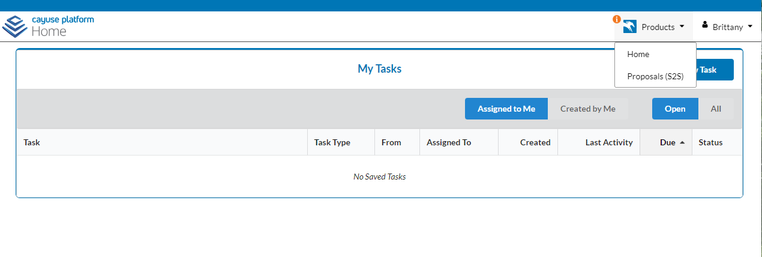 cayuse platform
Home
Products
Brittany
Home
Proposals (S2S)
My Tasks
Task
Assigned to Me Created by Me Open All
Task Task Type From Assigned To Created Last Activity Due Status
No Saved Tasks